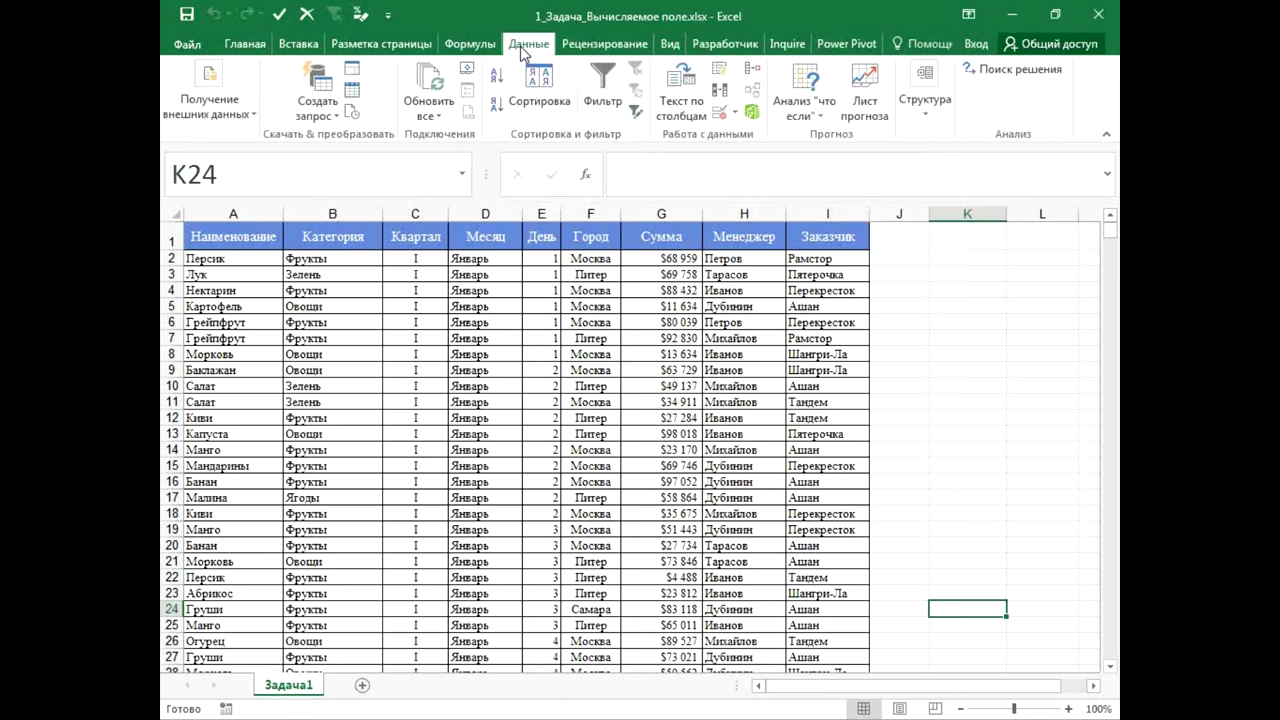 1_Задача_Вычисляемое поле.xlsx - Excel
Файл Главная Вставка Разметка страницы Формулы Данные Рецензирование Вид Разработчик Inquire Power Pivot Помощь Вход Общий доступ
Получение внешних данных
Создать запрос
Скачать & преобразовать
Обновить все
Подключения
Сортировка
Фильтр
Сортировка и фильтр
Текст по столбцам
Работа с данными
Анализ "что если"
Лист прогноза
Прогноз
Структура
Поиск решения
Анализ
K24
A B C D E F G H I J K L
1 Наименование Категория Квартал Месяц День Город Сумма Менеджер Заказчик
2 Персик Фрукты I Январь 1 Москва $68 959 Петров Рамстор
3 Лук Зелень I Январь 1 Питер $69 758 Тарасов Пятерочка
4 Нектарин Фрукты I Январь 1 Москва $88 432 Иванов Перекресток
5 Картофель Овощи I Январь 1 Москва $11 634 Дубинин Ашан
6 Грейпфрут Фрукты I Январь 1 Москва $80 039 Петров Перекресток
7 Грейпфрут Фрукты I Январь 1 Питер $92 830 Михайлов Рамстор
8 Морковь Овощи I Январь 1 Москва $13 634 Иванов Шангри-Ла
9 Баклажан Овощи I Январь 2 Москва $63 729 Иванов Шангри-Ла
10 Салат Зелень I Январь 2 Питер $49 137 Михайлов Ашан
11 Салат Зелень I Январь 2 Москва $34 911 Михайлов Тандем
12 Киви Фрукты I Январь 2 Питер $27 284 Иванов Тандем
13 Капуста Овощи I Январь 2 Питер $98 018 Иванов Пятерочка
14 Манго Фрукты I Январь 2 Москва $23 170 Михайлов Ашан
15 Мандарины Фрукты I Январь 2 Москва $69 746 Дубинин Перекресток
16 Банан Фрукты I Январь 2 Москва $97 052 Дубинин Ашан
17 Малина Ягоды I Январь 2 Питер $58 864 Дубинин Ашан
18 Киви Фрукты I Январь 2 Москва $35 675 Михайлов Перекресток
19 Манго Фрукты I Январь 3 Москва $51 443 Дубинин Перекресток
20 Банан Фрукты I Январь 3 Москва $27 734 Тарасов Ашан
21 Морковь Овощи I Январь 3 Питер $73 846 Тарасов Ашан
22 Персик Фрукты I Январь 3 Питер $4 488 Иванов Тандем
23 Абрикос Фрукты I Январь 3 Питер $23 812 Иванов Шангри-Ла
24 Груши Фрукты I Январь 3 Самара $83 118 Дубинин Ашан
25 Манго Фрукты I Январь 3 Питер $65 011 Иванов Ашан
26 Огурец Овощи I Январь 4 Москва $89 527 Михайлов Тандем
27 Груши Фрукты I Январь 4 Москва $73 021 Дубинин Ашан
28
Задача1
Готово 100%